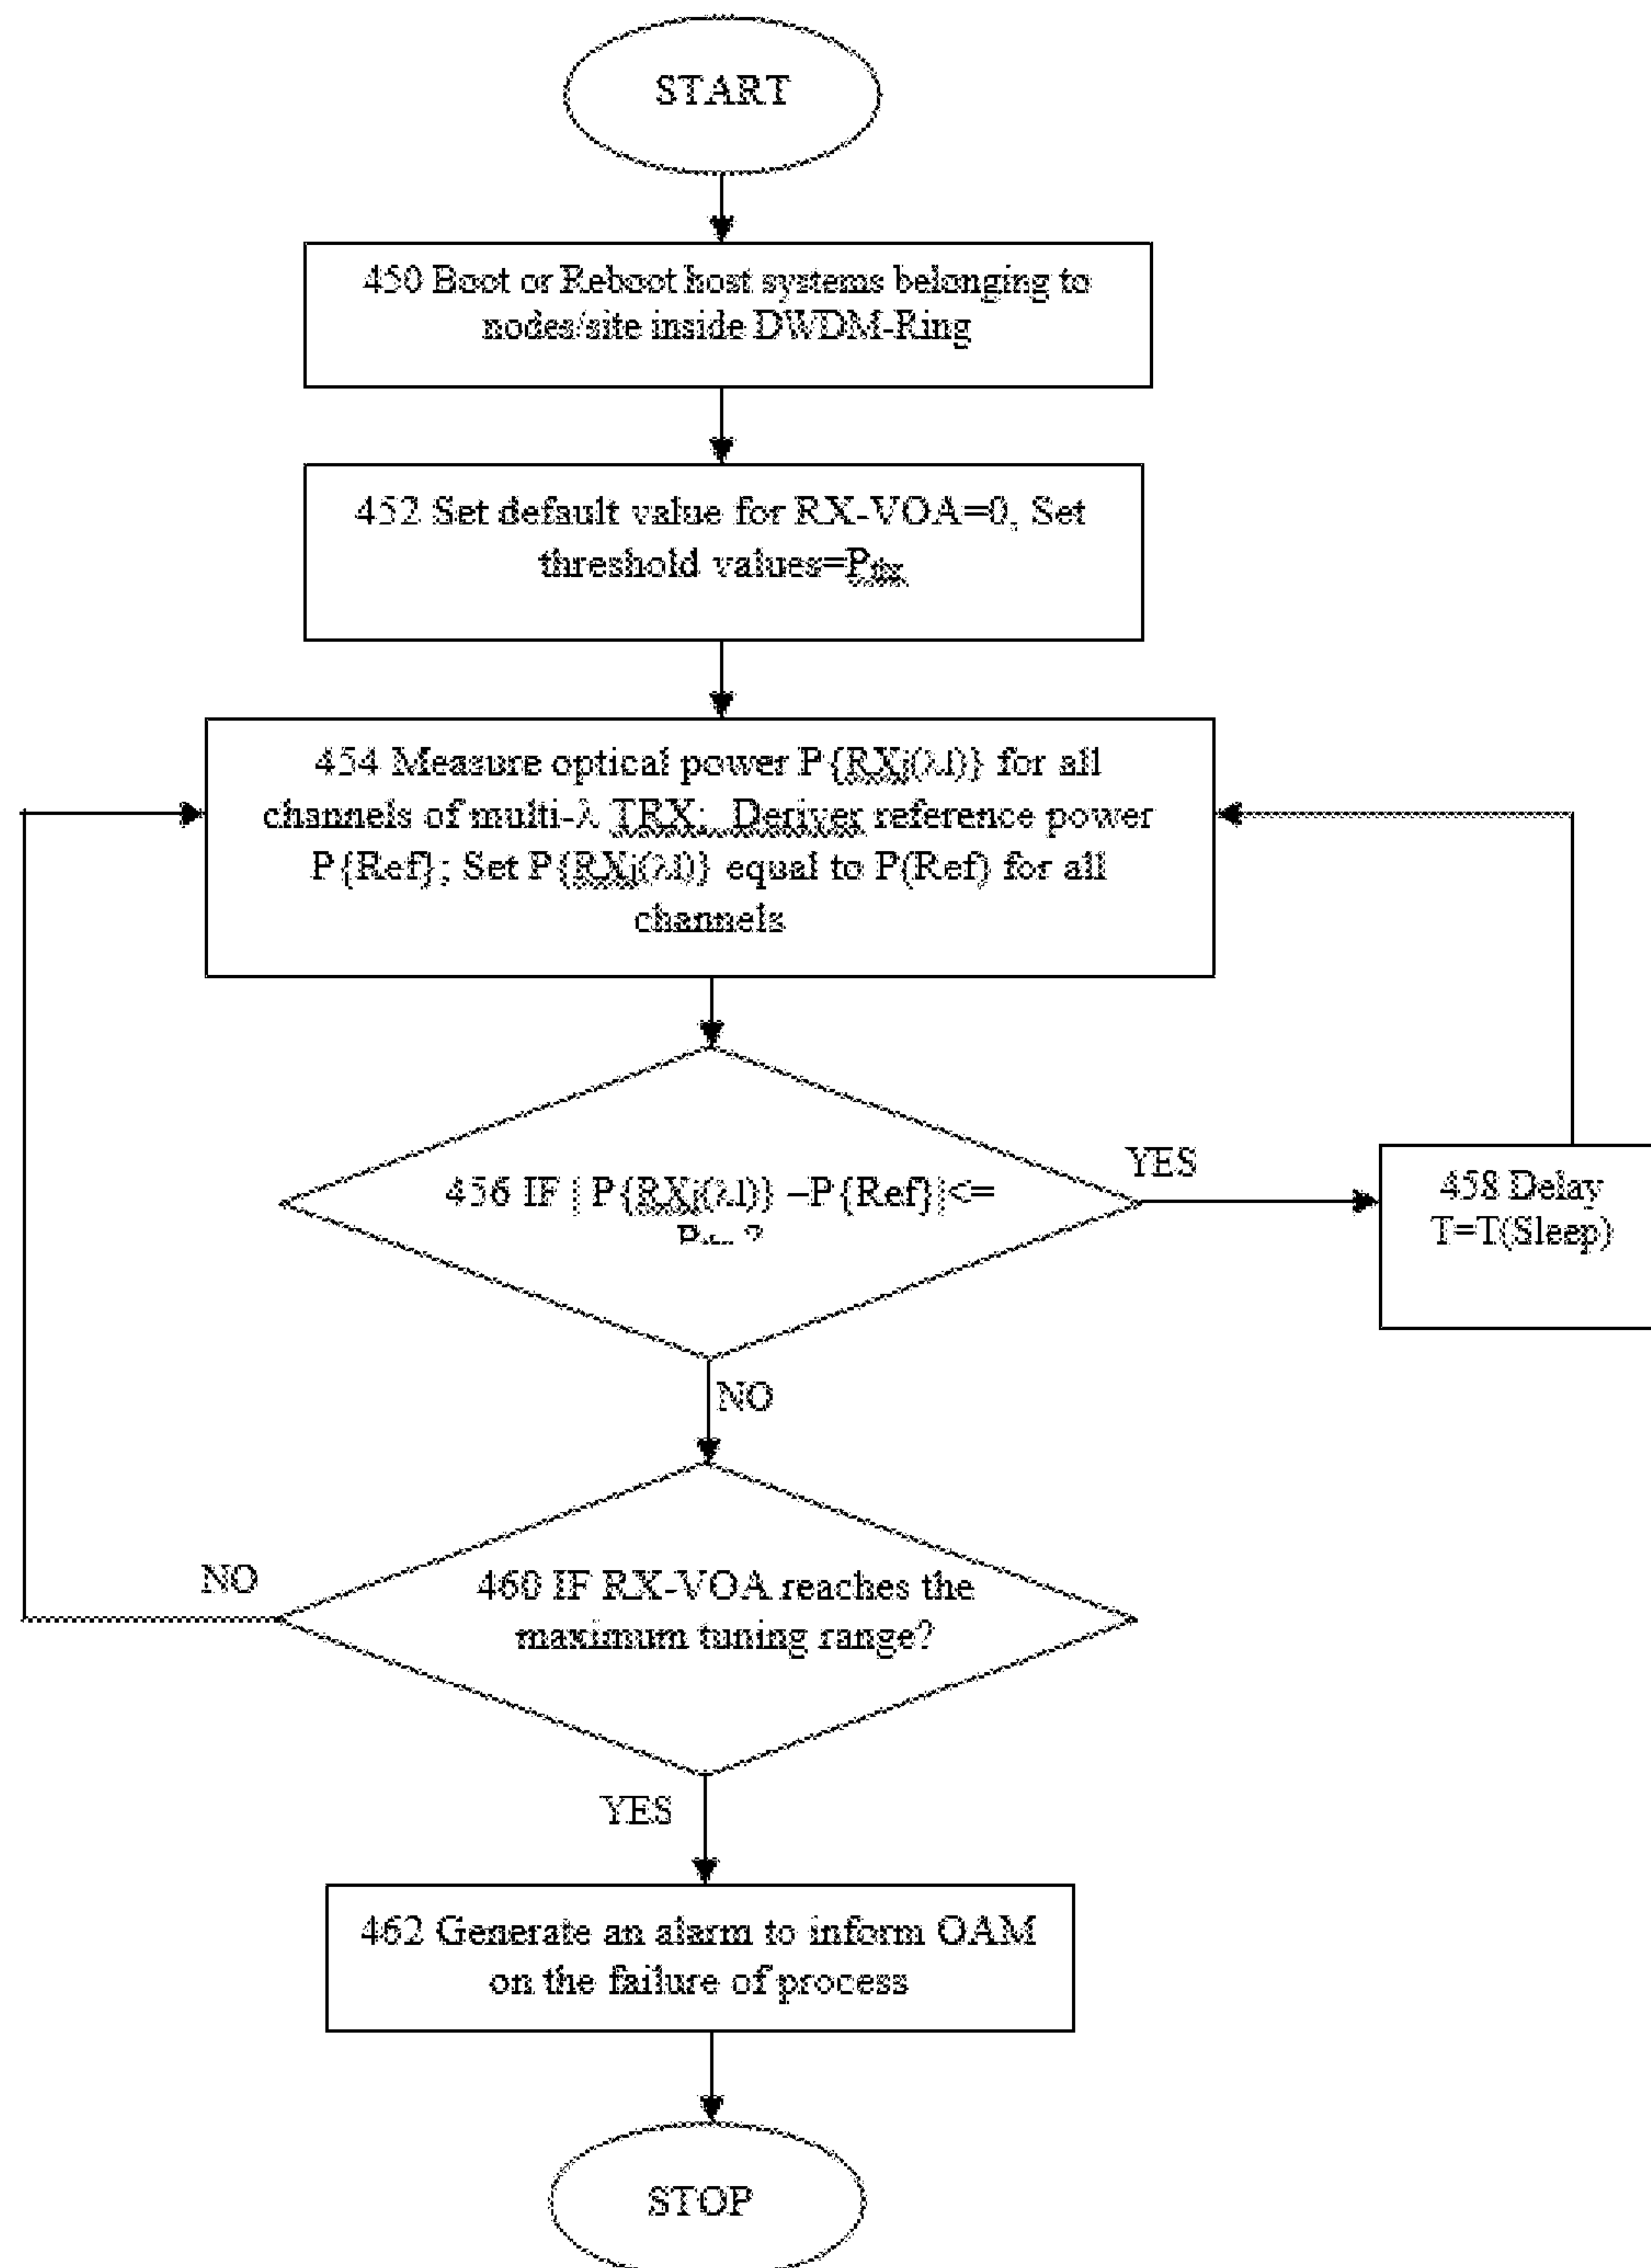 START
450 Boot or Reboot host systems belonging to
nodes/site inside DWDM-Ring
452 Set default value for RX-VOA=0, Set
threshold values=
454 Measure optical power P{RXj(λl)} for all
channels of multi-λ TRX; Deriver reference power
P{Ref}; Set P{RXj(λl)} equal to P(Ref) for all
channels
456 IF | P{RXj(λl)} –P{Ref}|<=
YES
458 Delay
T=T(Sleep)
NO
NO
460 IF RX-VOA reaches the
maximum tuning range?
YES
462 Generate an alarm to inform OAM
on the failure of process
STOP